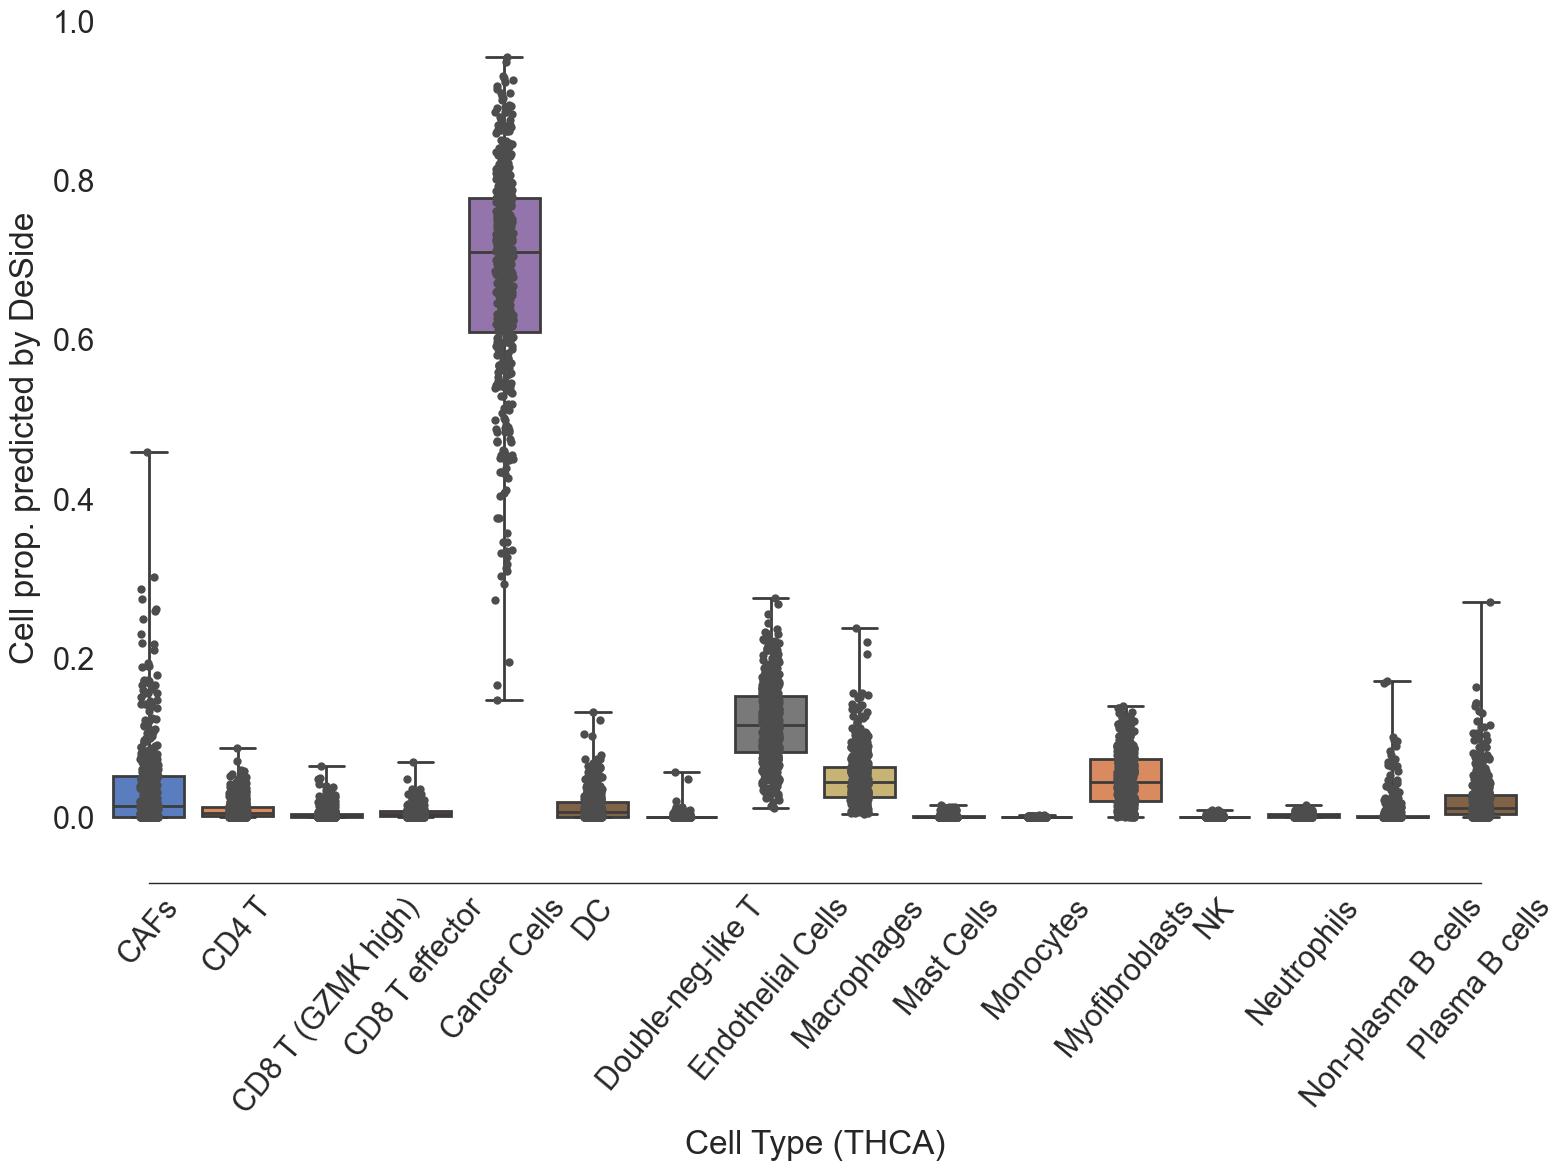 1.0
0.8
0.6
0.4
0.2
0.0
Cell prop. predicted by DeSide
CAFs
CD4 T
CD8 T (GZMK high)
CD8 T effector
Cancer Cells
DC
Double-neg-like T
Endothelial Cells
Macrophages
Mast Cells
Monocytes
Myofibroblasts
NK
Neutrophils
Non-plasma B cells
Plasma B cells
Cell Type (THCA)